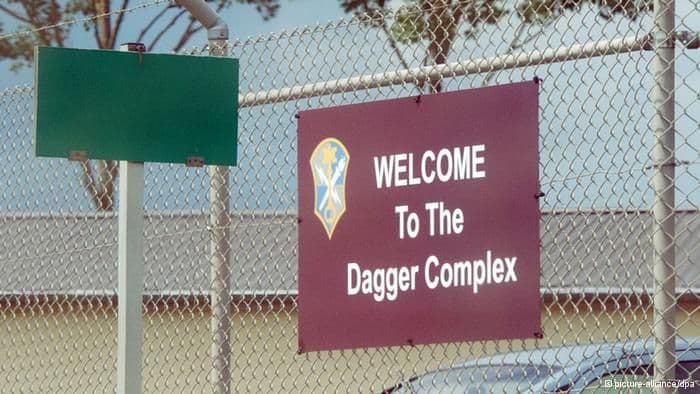 WELCOME
To The
Dagger Complex
© picture-alliance/dpa